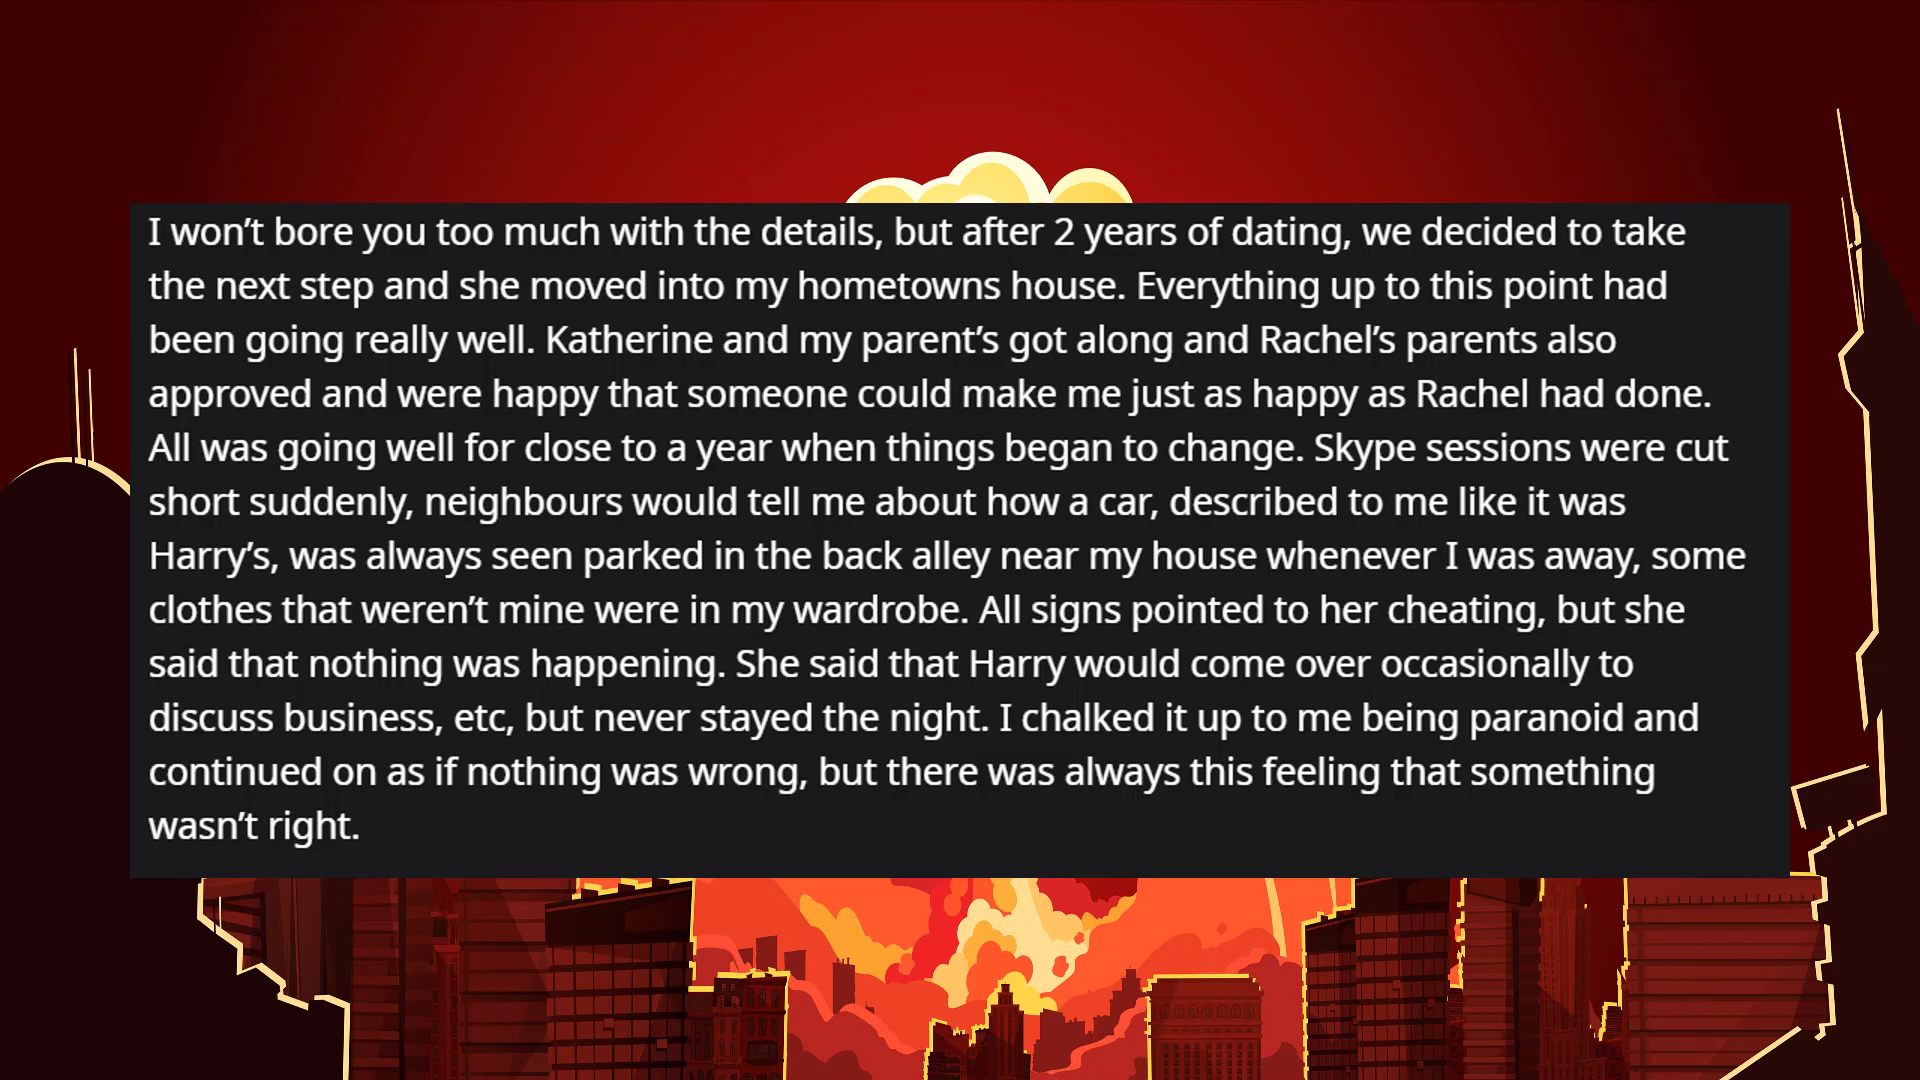 I won’t bore you too much with the details, but after 2 years of dating, we decided to take
the next step and she moved into my hometowns house. Everything up to this point had
been going really well. Katherine and my parent’s got along and Rachel’s parents also
approved and were happy that someone could make me just as happy as Rachel had done.
All was going well for close to a year when things began to change. Skype sessions were cut
short suddenly, neighbours would tell me about how a car, described to me like it was
Harry’s, was always seen parked in the back alley near my house whenever I was away, some
clothes that weren’t mine were in my wardrobe. All signs pointed to her cheating, but she
said that nothing was happening. She said that Harry would come over occasionally to
discuss business, etc, but never stayed the night. I chalked it up to me being paranoid and
continued on as if nothing was wrong, but there was always this feeling that something
wasn’t right.